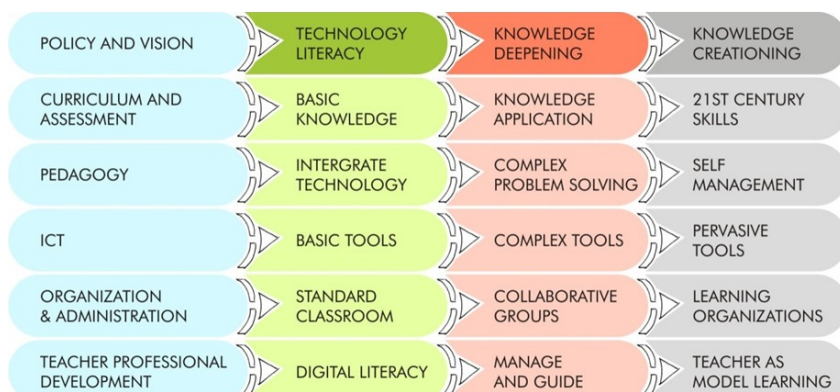 POLICY AND VISION
TECHNOLOGY
LITERACY
KNOWLEDGE
DEEPENING
KNOWLEDGE
CREATIONING
CURRICULUM AND
ASSESSMENT
BASIC
KNOWLEDGE
KNOWLEDGE
APPLICATION
21ST CENTURY
SKILLS
PEDAGOGY
INTERGRATE
TECHNOLOGY
COMPLEX
PROBLEM SOLVING
SELF
MANAGEMENT
ICT
BASIC TOOLS
COMPLEX TOOLS
PERVASIVE
TOOLS
ORGANIZATION
& ADMINISTRATION
STANDARD
CLASSROOM
COLLABORATIVE
GROUPS
LEARNING
ORGANIZATIONS
TEACHER PROFESSIONAL
DEVELOPMENT
DIGITAL LITERACY
MANAGE
AND GUIDE
TEACHER AS
MODEL LEARNING